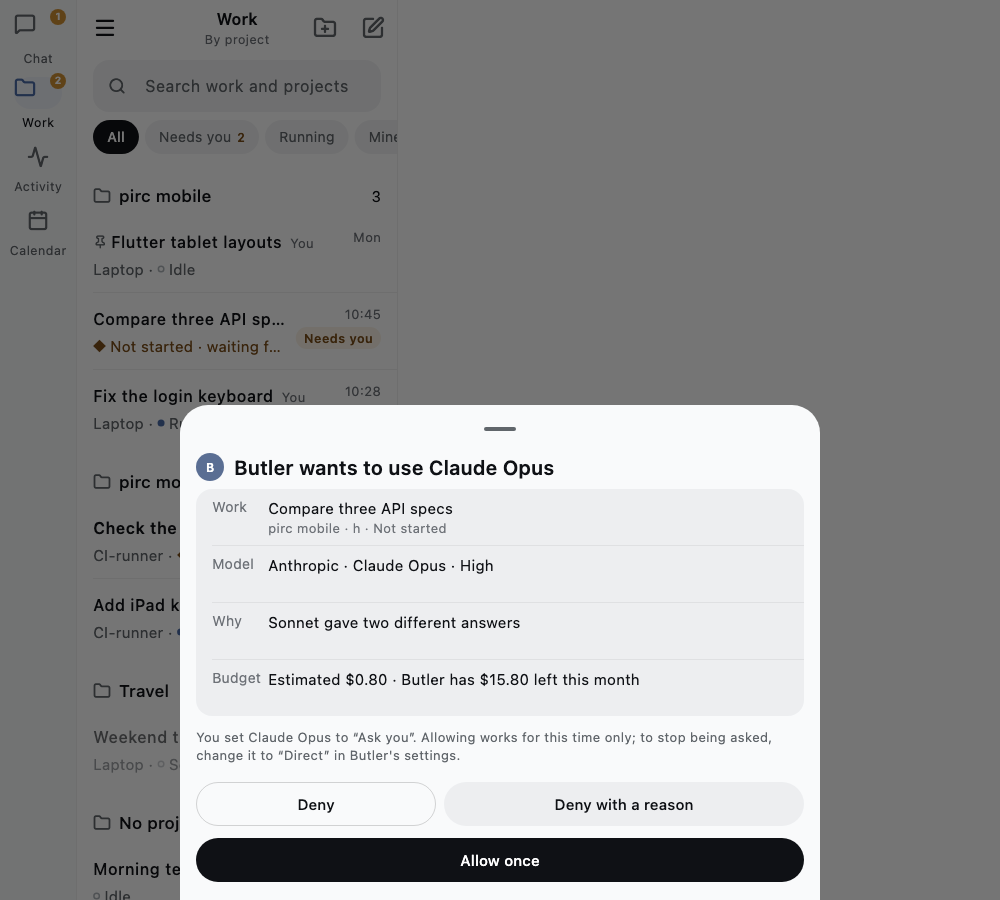 1
Chat
2
Work
Activity
Calendar
Work
By project
Search work and projects
All
Needs you 2
Running
Mine
pirc mobile
3
Flutter tablet layouts You
Mon
Laptop · Idle
Compare three API sp...
10:45
Not started · waiting f...
Needs you
Fix the login keyboard You
10:28
Laptop ·
pirc mo
Check the
CI-runner ·
Add iPad k
CI-runner ·
Travel
Weekend t
Laptop ·
No proj
Morning te
Idle
B
Butler wants to use Claude Opus
Work
Compare three API specs
pirc mobile · h · Not started
Model
Anthropic · Claude Opus · High
Why
Sonnet gave two different answers
Budget
Estimated $0.80 · Butler has $15.80 left this month
You set Claude Opus to “Ask you”. Allowing works for this time only; to stop being asked,
change it to “Direct” in Butler's settings.
Deny
Deny with a reason
Allow once